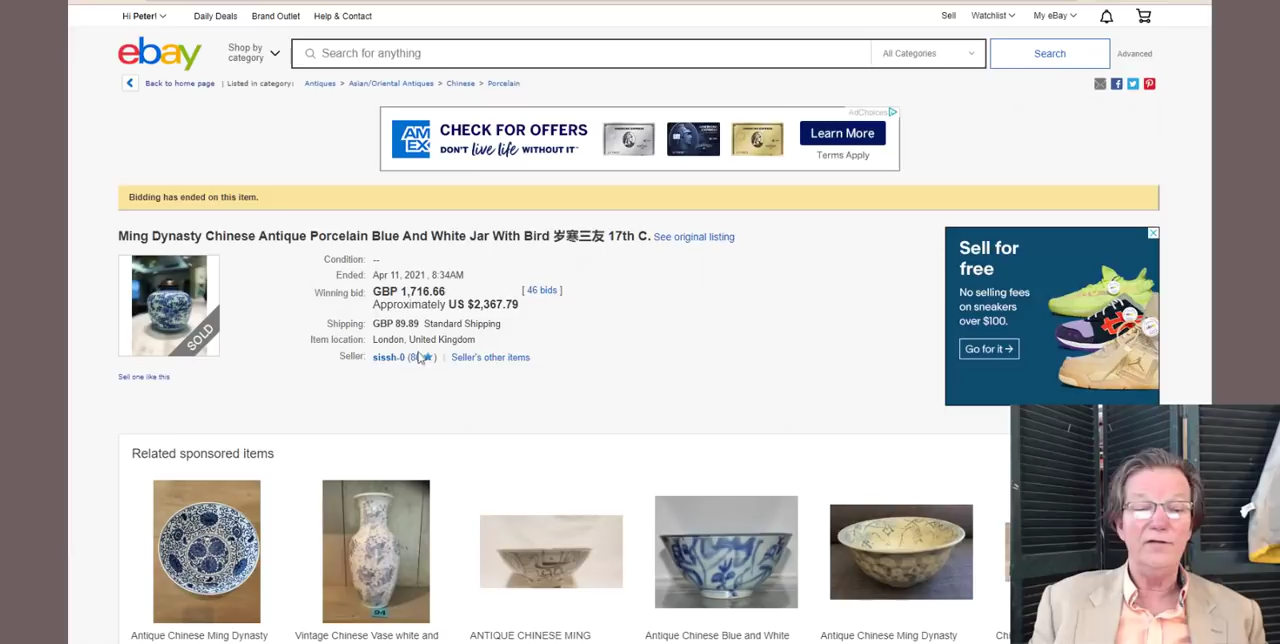 Hi Peter! Daily Deals Brand Outlet Help & Contact Sell Watchlist My eBay
ebay Shop by category Search for anything All Categories Search Advanced
Back to home page | Listed in category: Antiques > Asian/Oriental Antiques > Chinese > Porcelain
AdChoices
AM EX CHECK FOR OFFERS Learn More
DON'T live life WITHOUT IT™ Terms Apply
Bidding has ended on this item.
Ming Dynasty Chinese Antique Porcelain Blue And White Jar With Bird 岁寒三友 17th C. See original listing
Condition: --
Ended: Apr 11, 2021 , 8:34AM
Winning bid: GBP 1,716.66 [ 46 bids ]
Approximately US $2,367.79
Shipping: GBP 89.89 Standard Shipping
Item location: London, United Kingdom
Seller: sissh-0 | Seller's other items
SOLD
Sell one like this
Sell for
free
No selling fees
on sneakers
over $100.
Go for it →
Related sponsored items
94
Antique Chinese Ming Dynasty
Vintage Chinese Vase white and
ANTIQUE CHINESE MING
Antique Chinese Blue and White
Antique Chinese Ming Dynasty